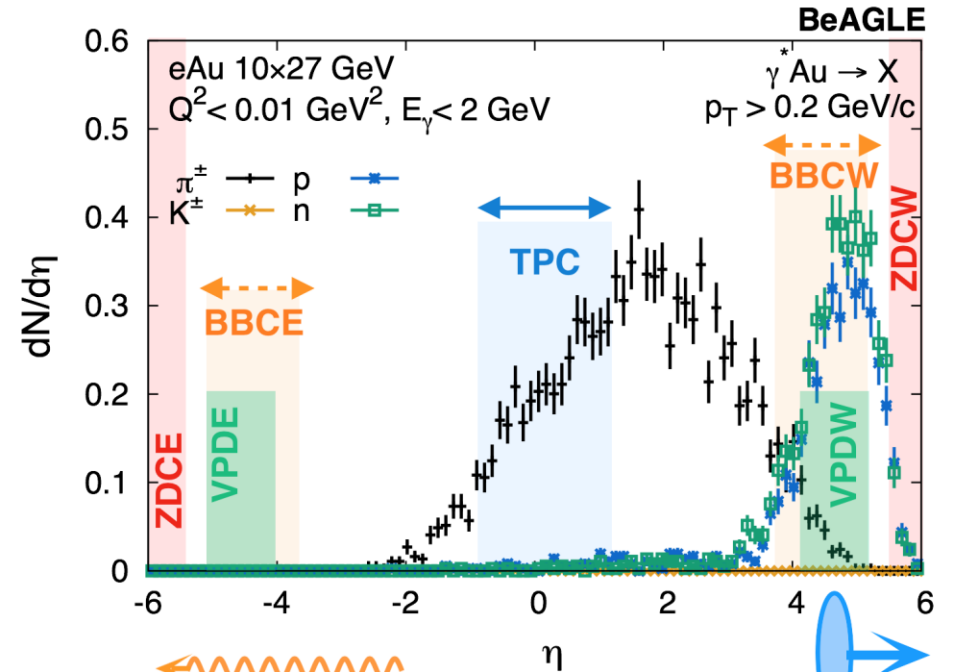 BeAGLE
eAu 10×27 GeV
γ*Au → X
Q²< 0.01 GeV², Eγ< 2 GeV
pT > 0.2 GeV/c
π± p
K± n
TPC
BBCE
BBCW
VPDE
VPDW
ZDCE
ZDCW
dN/dη
0.6
0.5
0.4
0.3
0.2
0.1
0
-6 -4 -2 0 2 4 6
η